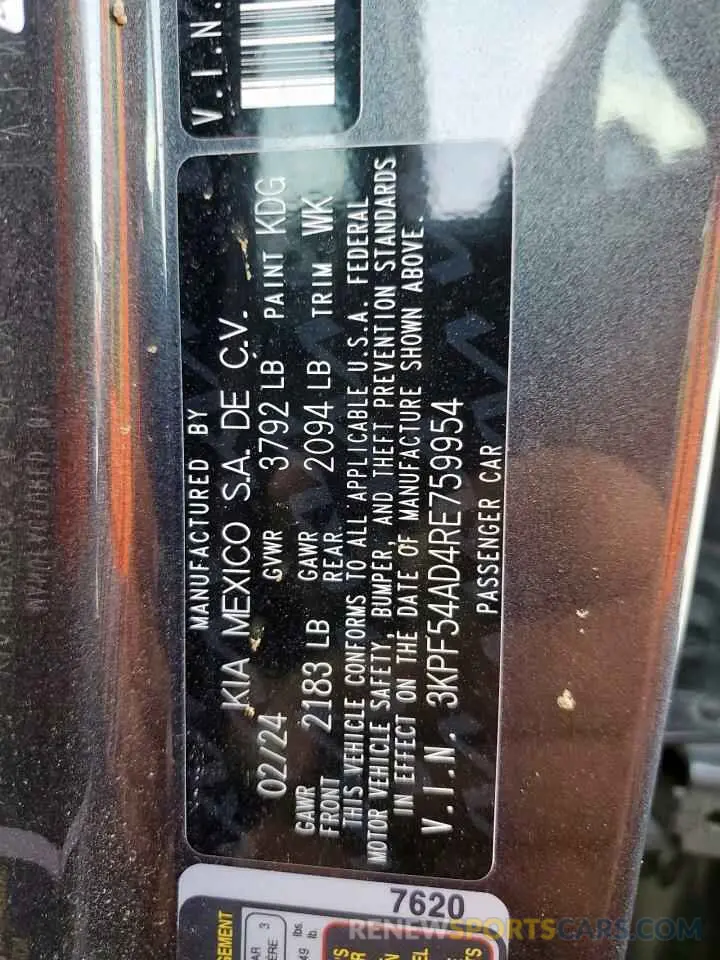 V.I.N.
MANUFACTURED BY
KIA MEXICO S.A. DE C.V.
02/24 GVWR 3792 LB PAINT KDG
GAWR FRONT 2183 LB GAWR REAR 2094 LB TRIM WK
THIS VEHICLE CONFORMS TO ALL APPLICABLE U.S.A. FEDERAL
MOTOR VEHICLE SAFETY, BUMPER, AND THEFT PREVENTION STANDARDS
IN EFFECT ON THE DATE OF MANUFACTURE SHOWN ABOVE.
V.I.N. 3KPF54AD4RE759954
PASSENGER CAR
7620
RENEWSPORTSCARS.COM